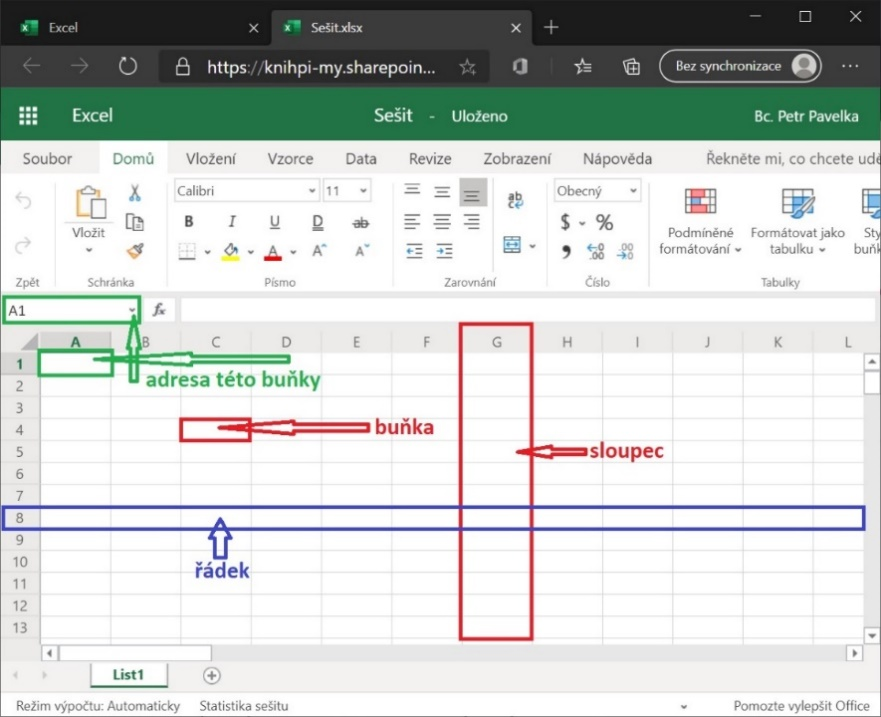 Excel Sešit.xlsx
https://knihpi-my.sharepoin... Bez synchronizace
Excel Sešit - Uloženo Bc. Petr Pavelka
Soubor Domů Vložení Vzorce Data Revize Zobrazení Nápověda Řekněte mi, co chcete udě
Calibri 11 Obecný
Vložit B I U D ab $ % Podmíněné formátování Formátovat jako tabulku Sty buňk
Zpět Schránka Písmo Zarovnání Číslo Tabulky
A1 fx
A B C D E F G H I J K L
1
adresa této buňky
2
3
4 buňka
5 sloupec
6
7
8
9
10 řádek
11
12
13
List1
Režim výpočtu: Automaticky Statistika sešitu Pomozte vylepšit Office